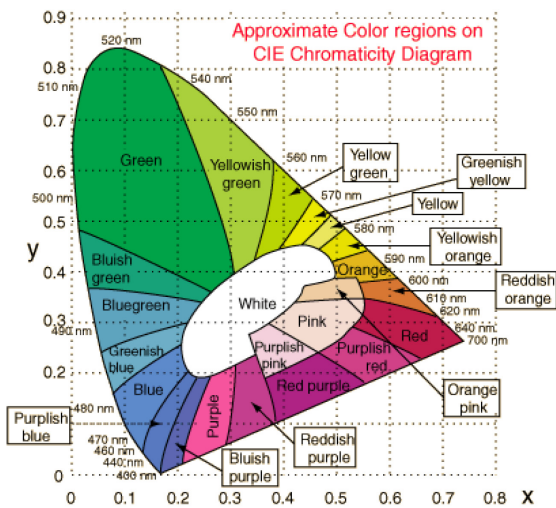 Approximate Color regions on
CIE Chromaticity Diagram
0.9
0.8
0.7
0.6
0.5
y
0.4
0.3
0.2
0.1
0
0
0.1
0.2
0.3
0.4
0.5
0.6
0.7
0.8
x
520 nm
510 nm
540 nm
550 nm
560 nm
570 nm
580 nm
590 nm
600 nm
610 nm
620 nm
640 nm
700 nm
500 nm
490 nm
480 nm
470 nm
460 nm
440 nm
400 nm
Green
Yellowish
green
Yellow
green
Greenish
yellow
Yellow
Yellowish
orange
Orange
Reddish
orange
Bluish
green
Bluegreen
White
Pink
Red
Greenish
blue
Purplish
pink
Purplish
red
Orange
pink
Blue
Purple
Red purple
Purplish
blue
Bluish
purple
Reddish
purple